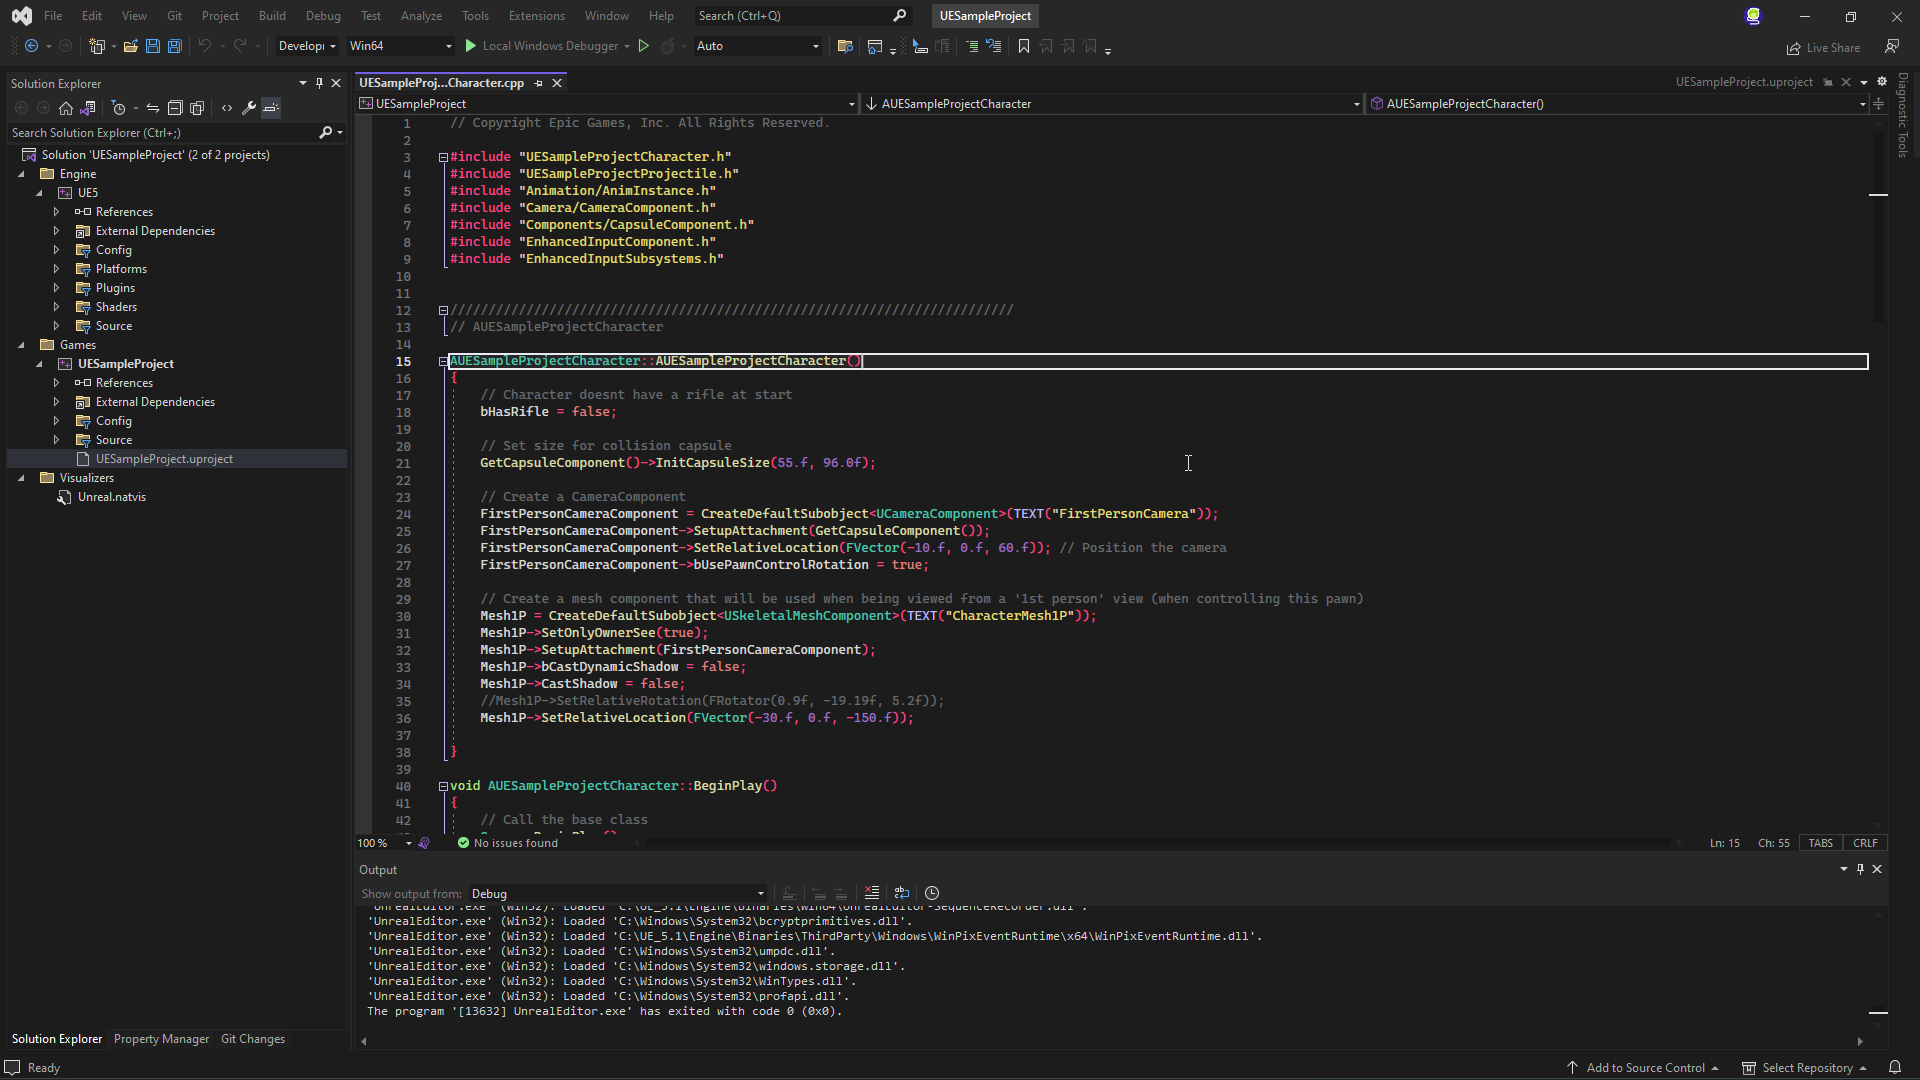 File Edit View Git Project Build Debug Test Analyze Tools Extensions Window Help Search (Ctrl+Q) UESampleProject
Developi Win64 Local Windows Debugger Auto Live Share
Solution Explorer
Search Solution Explorer (Ctrl+;)
Solution 'UESampleProject' (2 of 2 projects)
Engine
UE5
References
External Dependencies
Config
Platforms
Plugins
Shaders
Source
Games
UESampleProject
References
External Dependencies
Config
Source
UESampleProject.uproject
Visualizers
Unreal.natvis
Solution Explorer Property Manager Git Changes
UESampleProj...Character.cpp UESampleProject.uproject
UESampleProject AUESampleProjectCharacter AUESampleProjectCharacter()
Diagnostic Tools
1 // Copyright Epic Games, Inc. All Rights Reserved.
2
3 #include "UESampleProjectCharacter.h"
4 #include "UESampleProjectProjectile.h"
5 #include "Animation/AnimInstance.h"
6 #include "Camera/CameraComponent.h"
7 #include "Components/CapsuleComponent.h"
8 #include "EnhancedInputComponent.h"
9 #include "EnhancedInputSubsystems.h"
10
11
12 //////////////////////////////////////////////////////////////////////////
13 // AUESampleProjectCharacter
14
15 AUESampleProjectCharacter::AUESampleProjectCharacter()
16 {
17 // Character doesnt have a rifle at start
18 bHasRifle = false;
19
20 // Set size for collision capsule
21 GetCapsuleComponent()->InitCapsuleSize(55.f, 96.0f);
22
23 // Create a CameraComponent
24 FirstPersonCameraComponent = CreateDefaultSubobject<UCameraComponent>(TEXT("FirstPersonCamera"));
25 FirstPersonCameraComponent->SetupAttachment(GetCapsuleComponent());
26 FirstPersonCameraComponent->SetRelativeLocation(FVector(-10.f, 0.f, 60.f)); // Position the camera
27 FirstPersonCameraComponent->bUsePawnControlRotation = true;
28
29 // Create a mesh component that will be used when being viewed from a '1st person' view (when controlling this pawn)
30 Mesh1P = CreateDefaultSubobject<USkeletalMeshComponent>(TEXT("CharacterMesh1P"));
31 Mesh1P->SetOnlyOwnerSee(true);
32 Mesh1P->SetupAttachment(FirstPersonCameraComponent);
33 Mesh1P->bCastDynamicShadow = false;
34 Mesh1P->CastShadow = false;
35 //Mesh1P->SetRelativeRotation(FRotator(0.9f, -19.19f, 5.2f));
36 Mesh1P->SetRelativeLocation(FVector(-30.f, 0.f, -150.f));
37
38 }
39
40 void AUESampleProjectCharacter::BeginPlay()
41 {
42 // Call the base class
100 % No issues found Ln: 15 Ch: 55 TABS CRLF
Output
Show output from: Debug
'UnrealEditor.exe' (Win32): Loaded 'C:\UE_5.1\Engine\Binaries\Win64\UnrealEditor-SequenceRecorder.dll'.
'UnrealEditor.exe' (Win32): Loaded 'C:\Windows\System32\bcryptprimitives.dll'.
'UnrealEditor.exe' (Win32): Loaded 'C:\UE_5.1\Engine\Binaries\ThirdParty\Windows\WinPixEventRuntime\x64\WinPixEventRuntime.dll'.
'UnrealEditor.exe' (Win32): Loaded 'C:\Windows\System32\umpdc.dll'.
'UnrealEditor.exe' (Win32): Loaded 'C:\Windows\System32\windows.storage.dll'.
'UnrealEditor.exe' (Win32): Loaded 'C:\Windows\System32\WinTypes.dll'.
'UnrealEditor.exe' (Win32): Loaded 'C:\Windows\System32\profapi.dll'.
The program '[13632] UnrealEditor.exe' has exited with code 0 (0x0).
Ready Add to Source Control Select Repository